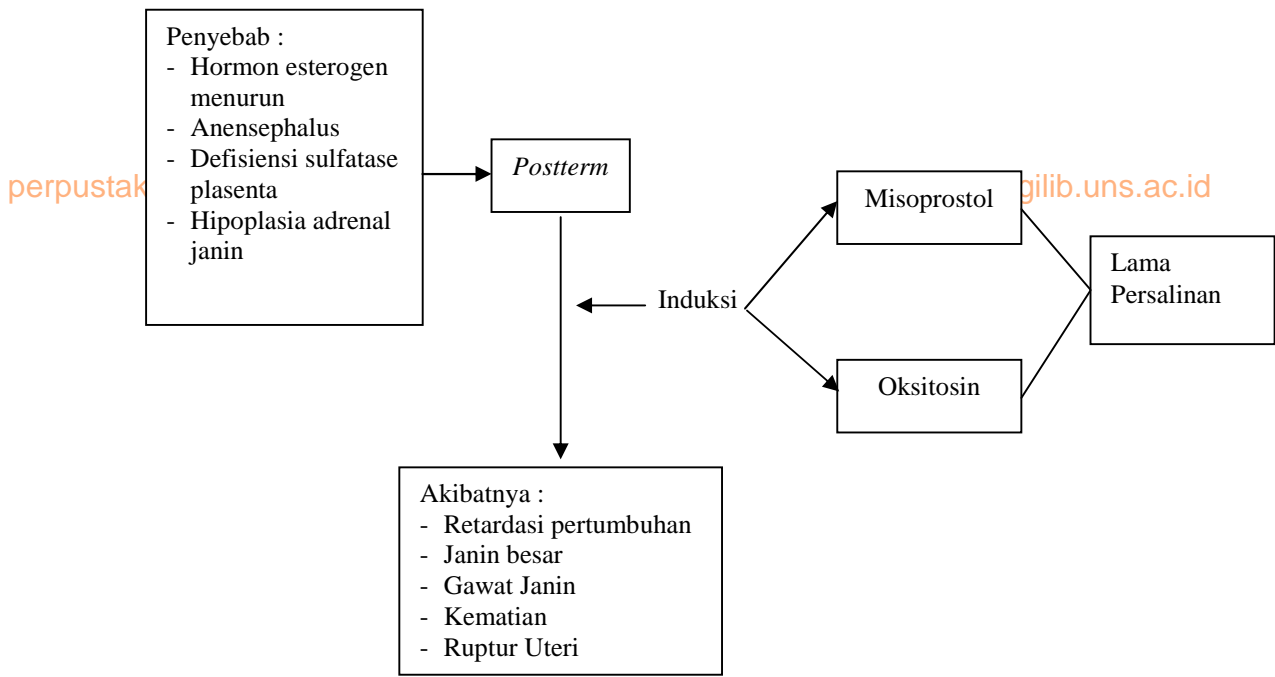 Penyebab :
- Hormon esterogen
menurun
- Anensephalus
- Defisiensi sulfatase
plasenta
- Hipoplasia adrenal
janin
Postterm
perpustak
gilib.uns.ac.id
Misoprostol
Lama
Persalinan
Induksi
Oksitosin
Akibatnya :
- Retardasi pertumbuhan
- Janin besar
- Gawat Janin
- Kematian
- Ruptur Uteri